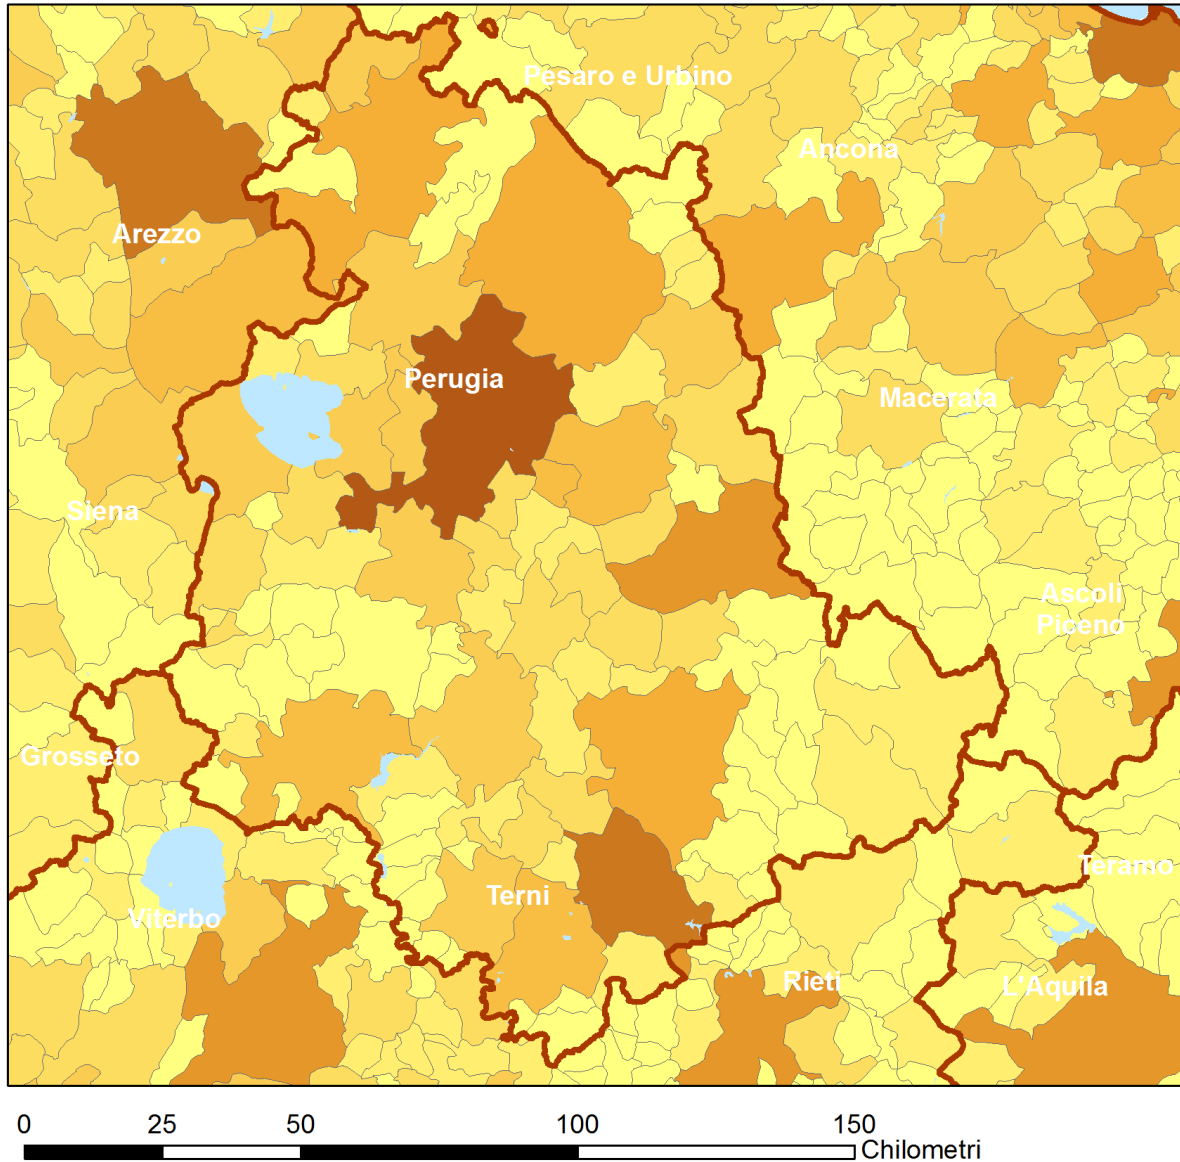 Pesaro e Urbino
Ancona
Arezzo
Perugia
Macerata
Siena
Ascoli
Piceno
Grosseto
Teramo
Terni
Viterbo
Rieti
L'Aquila
0 25 50 100 150
Chilometri